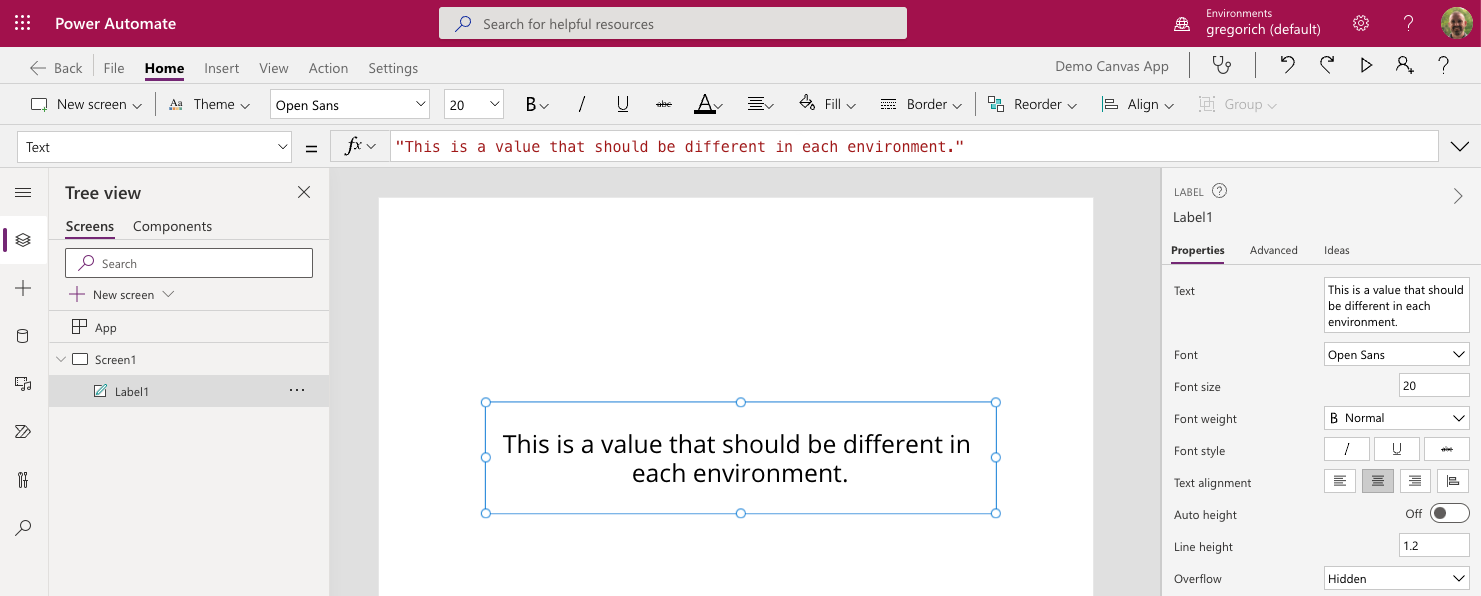 Power Automate
Search for helpful resources
Environments
gregorich (default)
?
Back File Home Insert View Action Settings
Demo Canvas App
?
New screen Aa Theme Open Sans 20 B / U abc A Fill Border Reorder Align Group
Text = fx "This is a value that should be different in each environment."
Tree view
Screens Components
Search
New screen
App
Screen1
Label1 ...
This is a value that should be different in
each environment.
LABEL ?
Label1
Properties Advanced Ideas
Text This is a value that should
be different in each
environment.
Font Open Sans
Font size 20
Font weight B Normal
Font style / U abc
Text alignment
Auto height Off
Line height 1.2
Overflow Hidden